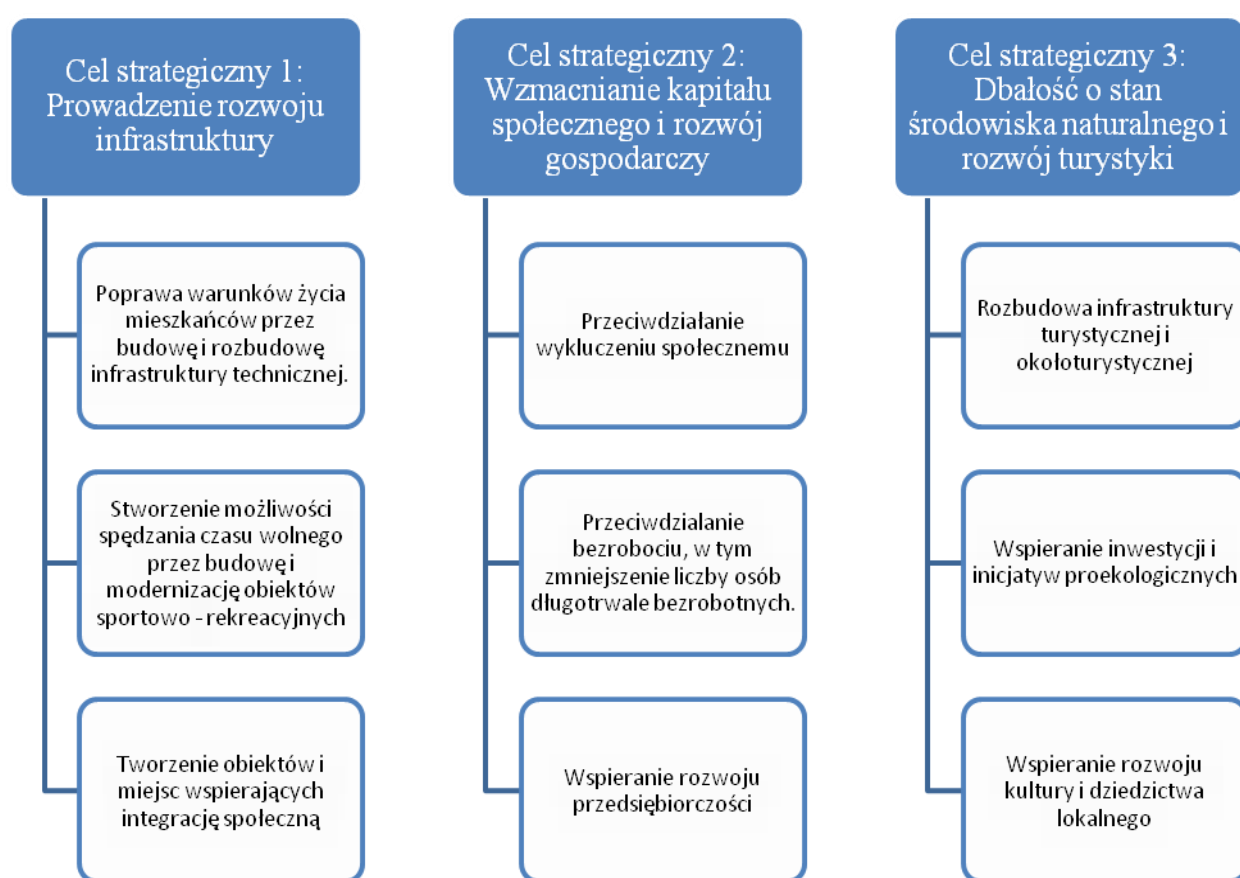 Cel strategiczny 1:
Prowadzenie rozwoju
infrastruktury
Poprawa warunków życia
mieszkańców przez
budowę i rozbudowę
infrastruktury technicznej.
Stworzenie możliwości
spędzania czasu wolnego
przez budowę i
modernizację obiektów
sportowo - rekreacyjnych
Tworzenie obiektów i
miejsc wspierających
integrację społeczną
Cel strategiczny 2:
Wzmacnianie kapitału
społecznego i rozwój
gospodarczy
Przeciwdziałanie
wykluczeniu społecznemu
Przeciwdzialanie
bezrobociu, w tym
zmniejszenie liczby osób
długotrwale bezrobotnych.
Wspieranie rozwoju
przedsiębiorczości
Cel strategiczny 3:
Dbałość o stan
środowiska naturalnego i
rozwój turystyki
Rozbudowa infrastruktury
turystycznej i
okołoturystycznej
Wspieranie inwestycji i
inicjatyw proekologicznych
Wspieranie rozwoju
kultury i dziedzictwa
lokalnego